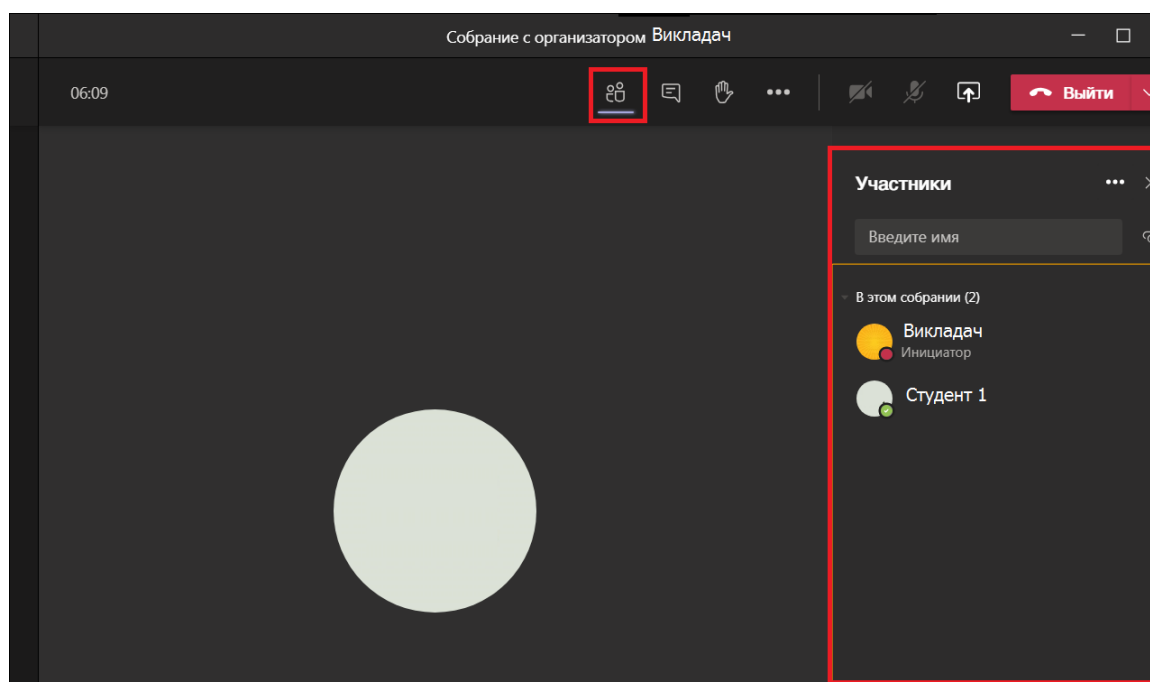 Собрание с организатором Викладач
06:09
Выйти
Участники
Введите имя
В этом собрании (2)
Викладач
Инициатор
Студент 1